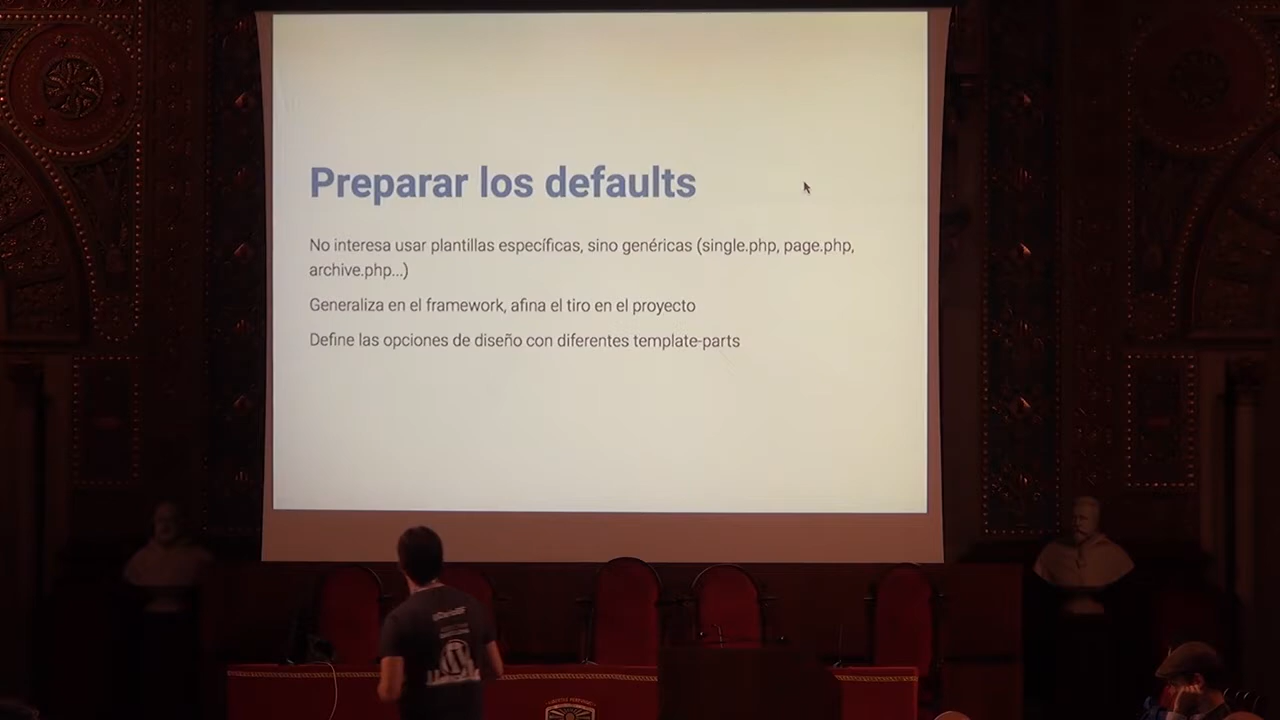 Preparar los defaults
No interesa usar plantillas específicas, sino genéricas (single.php, page.php,
archive.php...)
Generaliza en el framework, afina el tiro en el proyecto
Define las opciones de diseño con diferentes template-parts